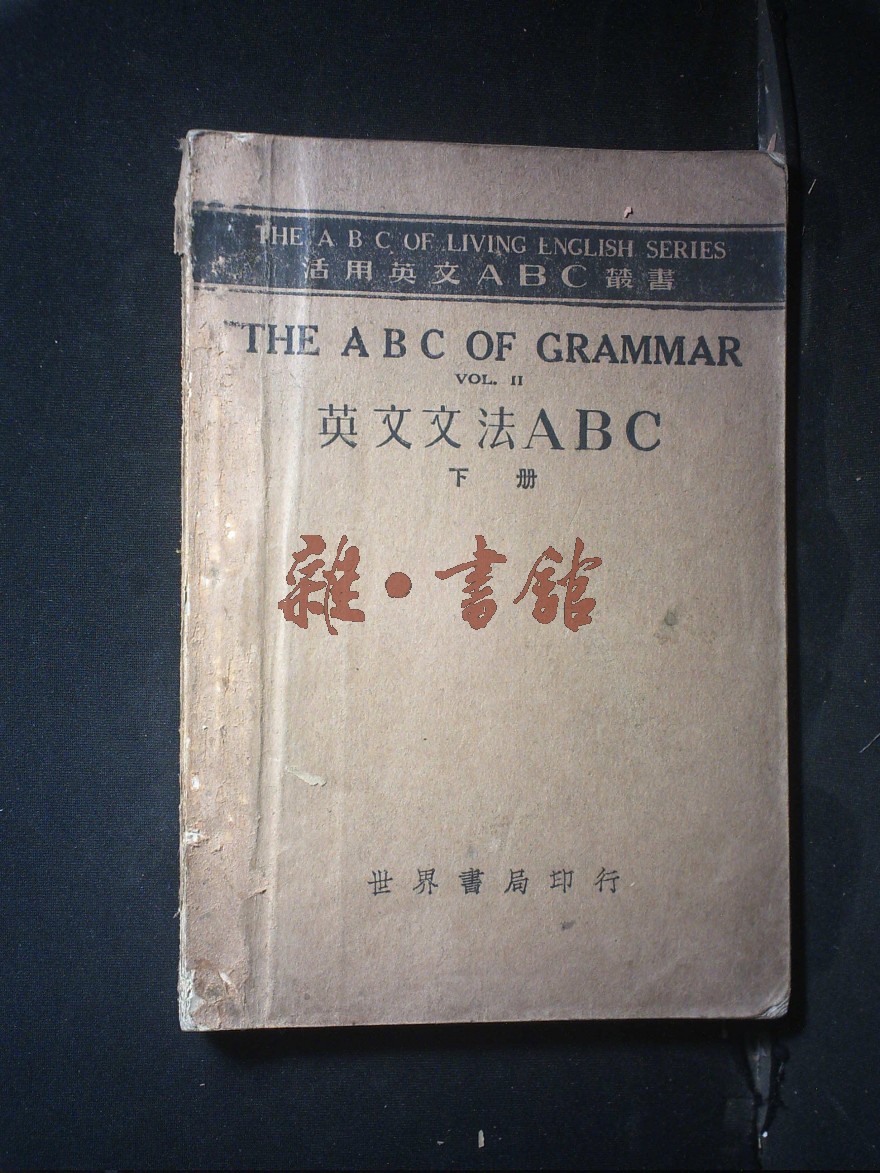 THE A B C OF LIVING ENGLISH SERIES
活用英文ABC叢書
THE A B C OF GRAMMAR
VOL. II
英文文法ABC
下册
雜·書館
世界書局印行